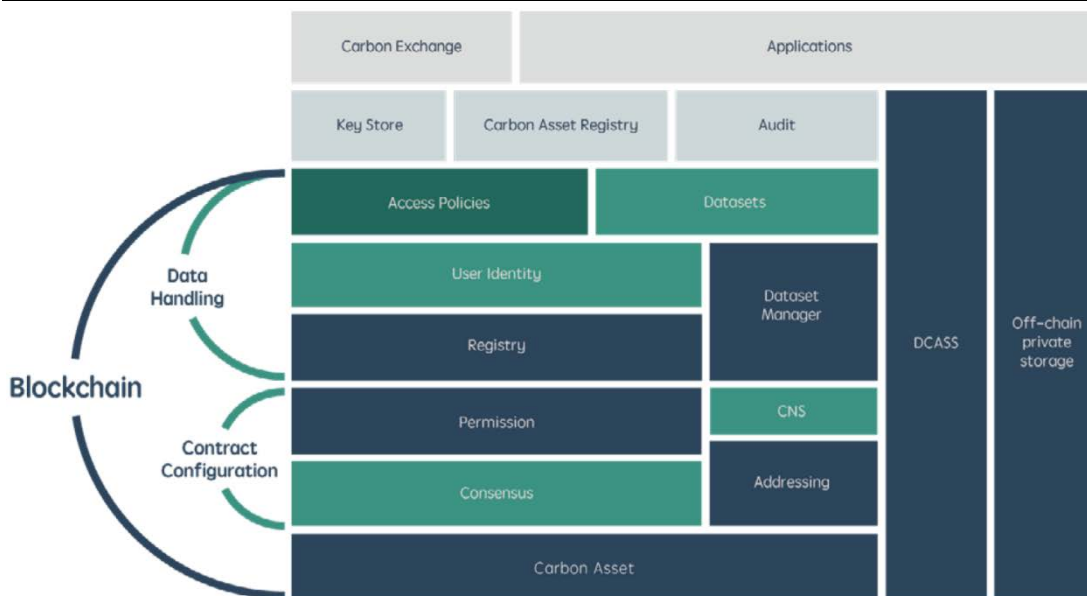 Carbon Exchange
Applications
Key Store
Carbon Asset Registry
Audit
Access Policies
Datasets
User Identity
Dataset
Manager
Registry
DCASS
Off-chain
private
storage
Data
Handling
Blockchain
Permission
CNS
Contract
Configuration
Consensus
Addressing
Carbon Asset